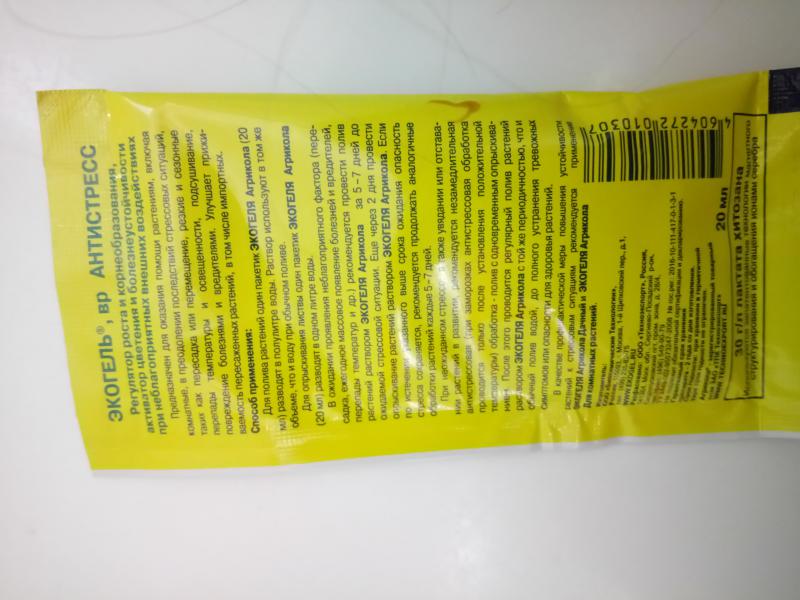 ЭКОГЕЛЬ®, вр АНТИСТРЕСС
Регулятор роста и корнеобразования,
активатор цветения и болезнеустойчивости
при неблагоприятных внешних воздействиях
Предназначен для оказания помощи растениям, включая
комнатные, в преодолении последствий стрессовых ситуаций,
таких как пересадка или перемещение, резкие и сезонные
перепады температуры и освещенности, подсушивание,
повреждение болезнями и вредителями. Улучшает прижи-
ваемость пересаженных растений, в том числе импортных.
Способ применения:
Для полива растений один пакетик ЭКОГЕЛЯ Агрикола (20
мл) разводят в полулитре воды. Раствор используют в том же
объеме, что и воду при обычном поливе.
Для опрыскивания листвы один пакетик ЭКОГЕЛЯ Агрикола
(20 мл) разводят в одном литре воды.
В ожидании проявления неблагоприятного фактора (пере-
садка, ежегодное массовое появление болезней и вредителей,
перепады температур и др.) рекомендуется провести полив
растений раствором ЭКОГЕЛЯ Агрикола за 5-7 дней до
ожидаемой стрессовой ситуации. Еще через 2 дня провести
опрыскивание растений раствором ЭКОГЕЛЯ Агрикола. Если
по истечении указанного выше срока ожидания опасность
стресса сохраняется, рекомендуется продолжать аналогичные
обработки растений каждые 5-7 дней.
При неожиданном стрессе, а также увядании или отстава-
нии растений в развитии рекомендуется незамедлительная
антистрессовая (при заморозках антистрессовая обработка
проводится только после установления положительной
температуры) обработка - полив с одновременным опрыскива-
нием. После этого проводится регулярный полив растений
раствором ЭКОГЕЛЯ Агрикола с той же периодичностью, что и
обычный полив водой, до полного устранения тревожных
симптомов или опасности для здоровья растений.
В качестве профилактической меры повышения устойчивости
растений к стрессовым ситуациям рекомендуется применение
ЭКОГЕЛЯ Агрикола Дачный и ЭКОГЕЛЯ Агрикола
Для комнатных растений.
4 604272 010307
20 МЛ
30 г/л лактата хитозана
структурирования и обогащения ионами серебра